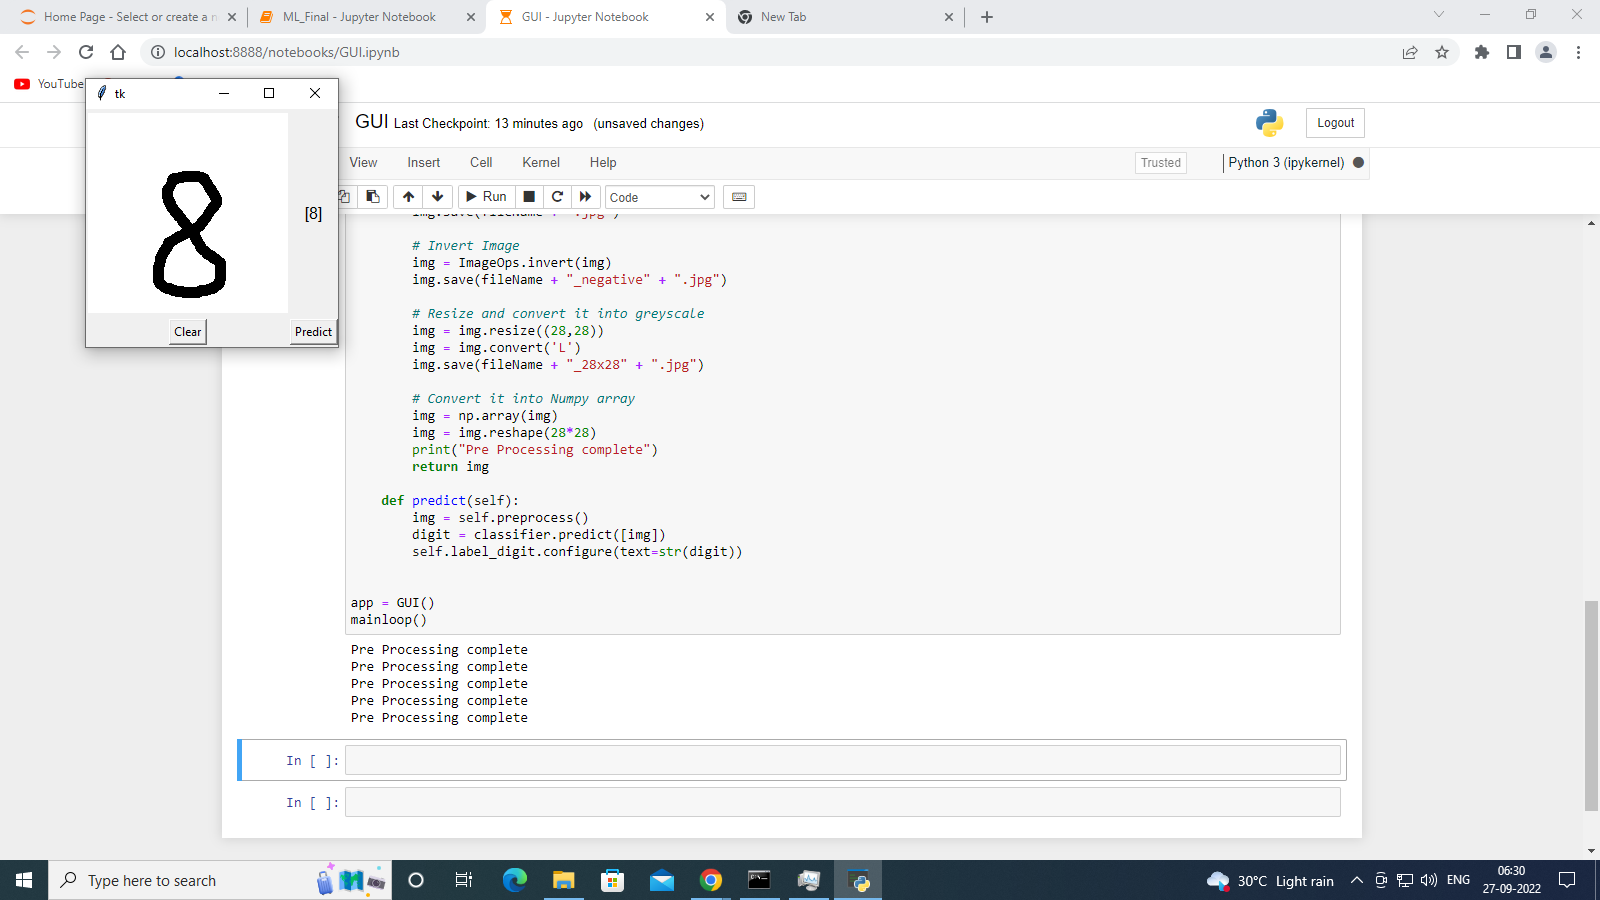 Home Page - Select or create a n
ML_Final - Jupyter Notebook
GUI - Jupyter Notebook
New Tab
localhost:8888/notebooks/GUI.ipynb
YouTube
tk
8
[8]
Clear
Predict
GUI Last Checkpoint: 13 minutes ago (unsaved changes)
Logout
View Insert Cell Kernel Help
Trusted
Python 3 (ipykernel)
Run
Code
img.save(fileName + ".jpg")
# Invert Image
img = ImageOps.invert(img)
img.save(fileName + "_negative" + ".jpg")
# Resize and convert it into greyscale
img = img.resize((28,28))
img = img.convert('L')
img.save(fileName + "_28x28" + ".jpg")
# Convert it into Numpy array
img = np.array(img)
img = img.reshape(28*28)
print("Pre Processing complete")
return img
def predict(self):
img = self.preprocess()
digit = classifier.predict([img])
self.label_digit.configure(text=str(digit))
app = GUI()
mainloop()
Pre Processing complete
Pre Processing complete
Pre Processing complete
Pre Processing complete
Pre Processing complete
In [ ]:
In [ ]:
Type here to search
30°C Light rain
ENG
06:30
27-09-2022